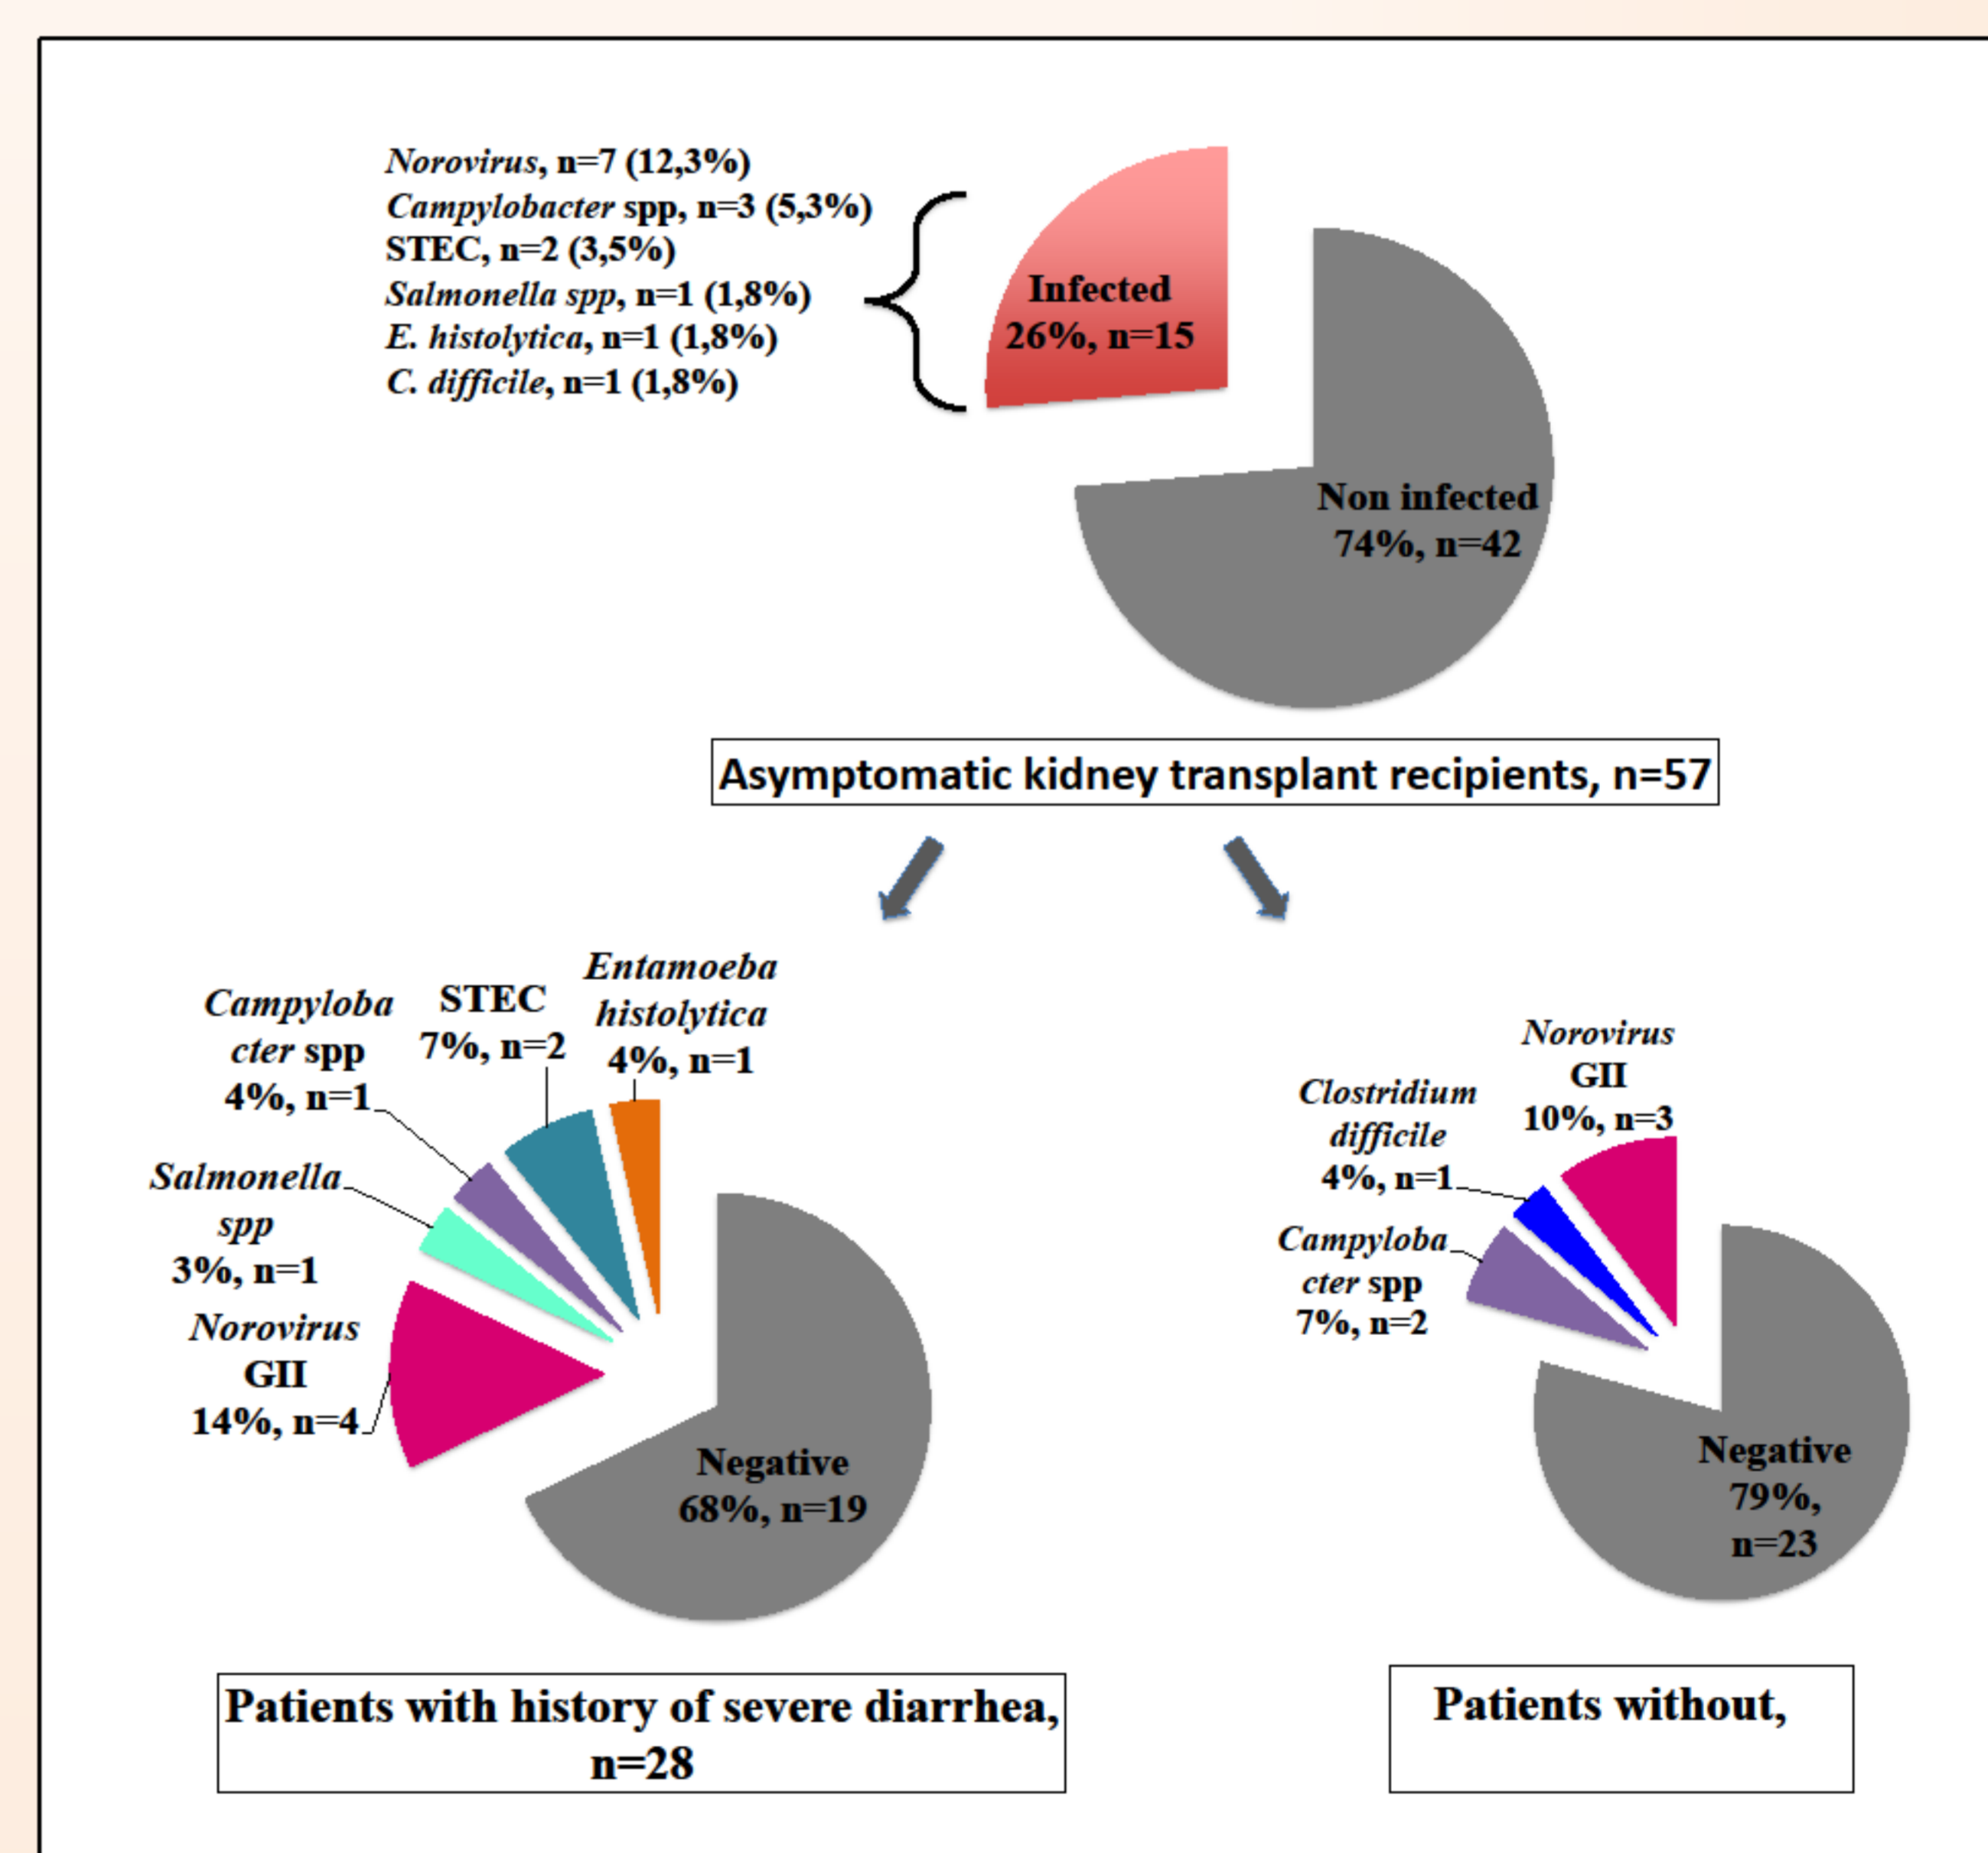 Norovirus, n=7 (12,3%)
Campylobacter spp, n=3 (5,3%)
STEC, n=2 (3,5%)
Salmonella spp, n=1 (1,8%)
E. histolytica, n=1 (1,8%)
C. difficile, n=1 (1,8%)
Infected
26%, n=15
Non infected
74%, n=42
Asymptomatic kidney transplant recipients, n=57
Entamoeba
histolytica
4%, n=1
STEC
7%, n=2
Campyloba
cter spp
4%, n=1
Salmonella
spp
3%, n=1
Norovirus
GII
14%, n=4
Negative
68%, n=19
Patients with history of severe diarrhea,
n=28
Norovirus
GII
10%, n=3
Clostridium
difficile
4%, n=1
Campyloba
cter spp
7%, n=2
Negative
79%,
n=23
Patients without,